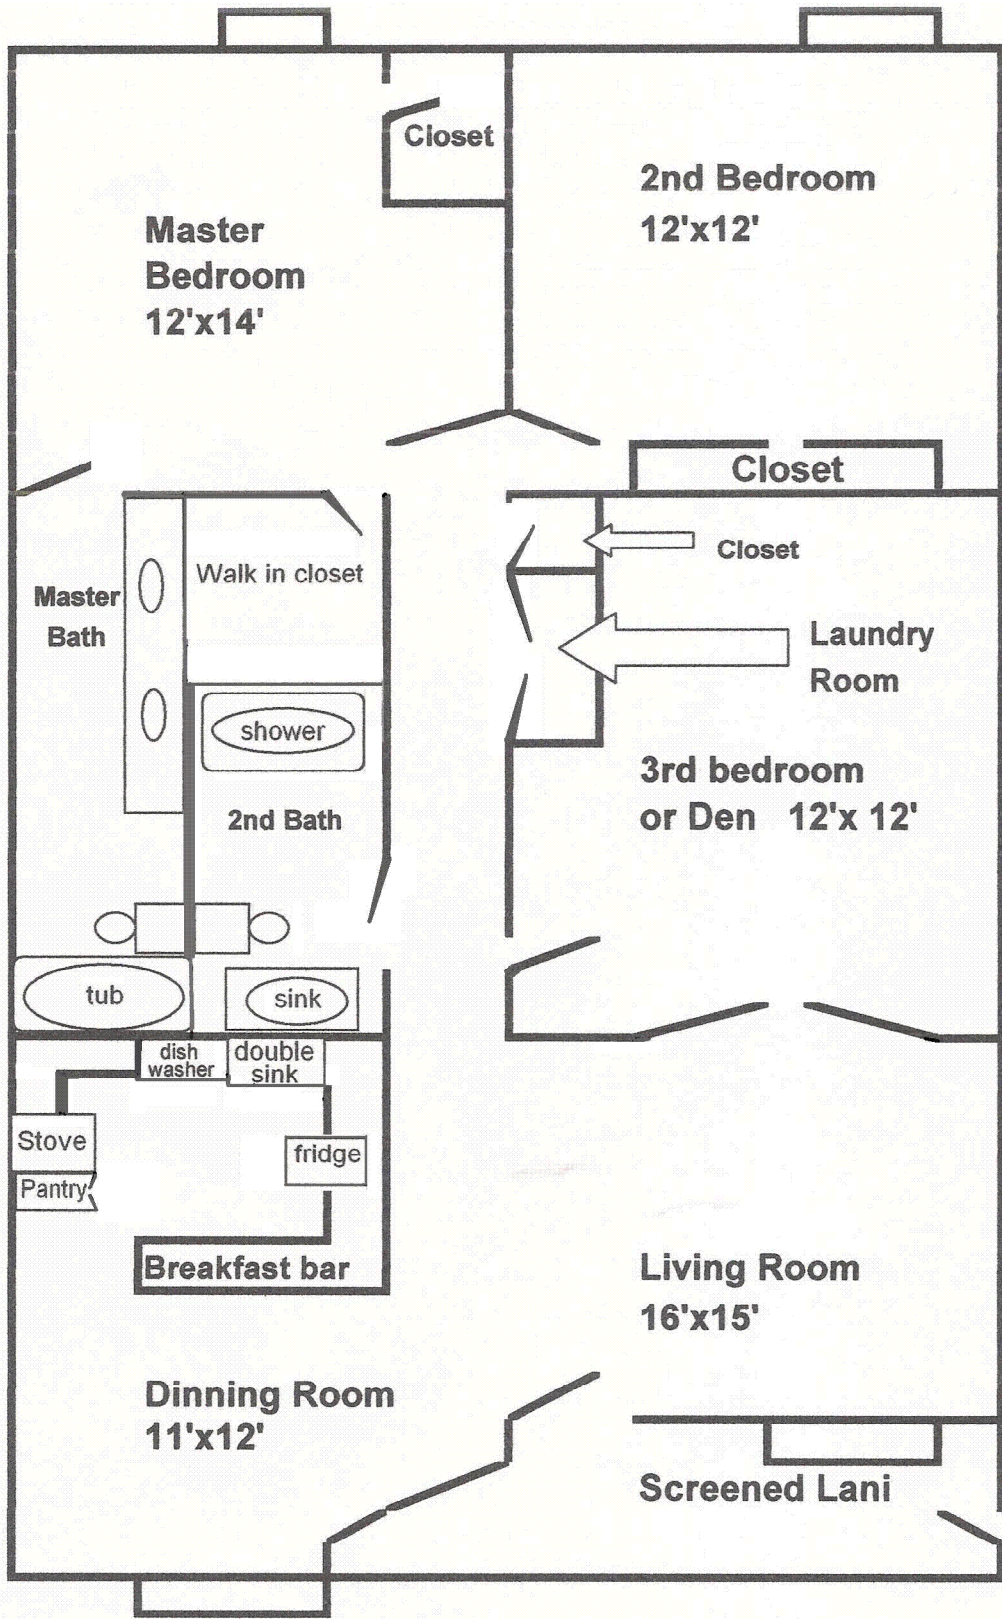 Closet
2nd Bedroom
12'x12'
Master
Bedroom
12'x14'
Closet
Closet
Walk in closet
Master
Bath
Laundry
Room
shower
3rd bedroom
or Den 12'x 12'
2nd Bath
tub
sink
dish
washer
double
sink
Stove
fridge
Pantry
Breakfast bar
Living Room
16'x15'
Dinning Room
11'x12'
Screened Lani